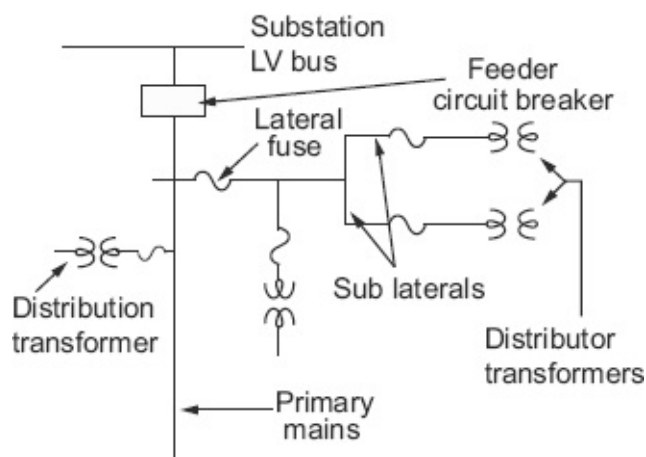 Substation
LV bus
Feeder
circuit breaker
Lateral
fuse
Sub laterals
Distribution
transformer
Distributor
transformers
Primary
mains